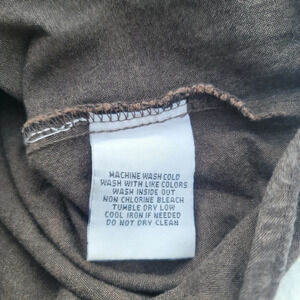 MACHINE WASH COLD
WASH WITH LIKE COLORS
WASH INSIDE OUT
NON CHLORINE BLEACH
TUMBLE DRY LOW
COOL IRON IF NEEDED
DO NOT DRY CLEAN